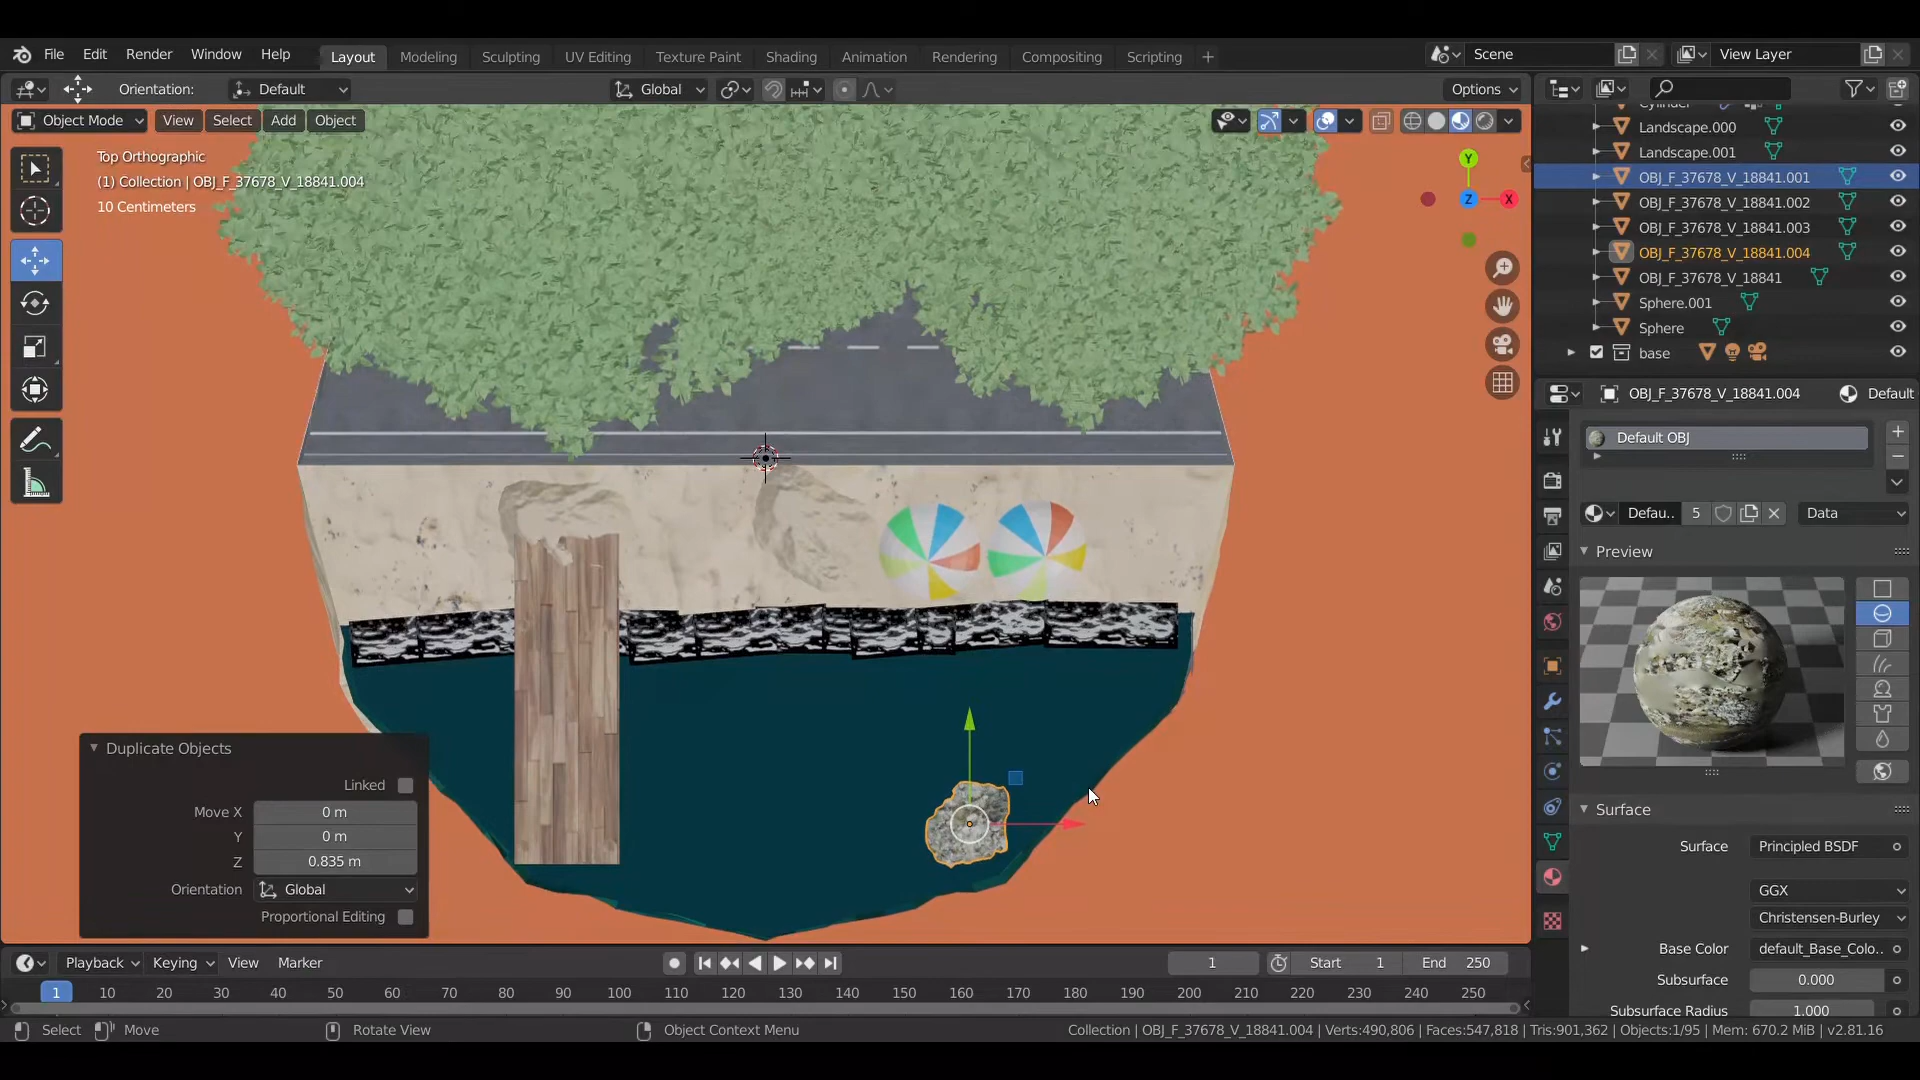 File Edit Render Window Help Layout Modeling Sculpting UV Editing Texture Paint Shading Animation Rendering Compositing Scripting + Scene View Layer
Orientation: Default Global Options
Object Mode View Select Add Object
Top Orthographic
(1) Collection | OBJ_F_37678_V_18841.004
10 Centimeters
Y
Z
X
Landscape.000
Landscape.001
OBJ_F_37678_V_18841.001
OBJ_F_37678_V_18841.002
OBJ_F_37678_V_18841.003
OBJ_F_37678_V_18841.004
OBJ_F_37678_V_18841
Sphere.001
Sphere
base
OBJ_F_37678_V_18841.004 Default
Default OBJ
Defau.. 5 Data
Preview
Surface
Surface Principled BSDF
GGX
Christensen-Burley
Base Color default_Base_Colo..
Subsurface 0.000
Subsurface Radius 1.000
Duplicate Objects
Linked
Move X 0 m
Y 0 m
Z 0.835 m
Orientation Global
Proportional Editing
Playback Keying View Marker 1 Start 1 End 250
1 10 20 30 40 50 60 70 80 90 100 110 120 130 140 150 160 170 180 190 200 210 220 230 240 250
Select Move Rotate View Object Context Menu Collection | OBJ_F_37678_V_18841.004 | Verts:490,806 | Faces:547,818 | Tris:901,362 | Objects:1/95 | Mem: 670.2 MiB | v2.81.16